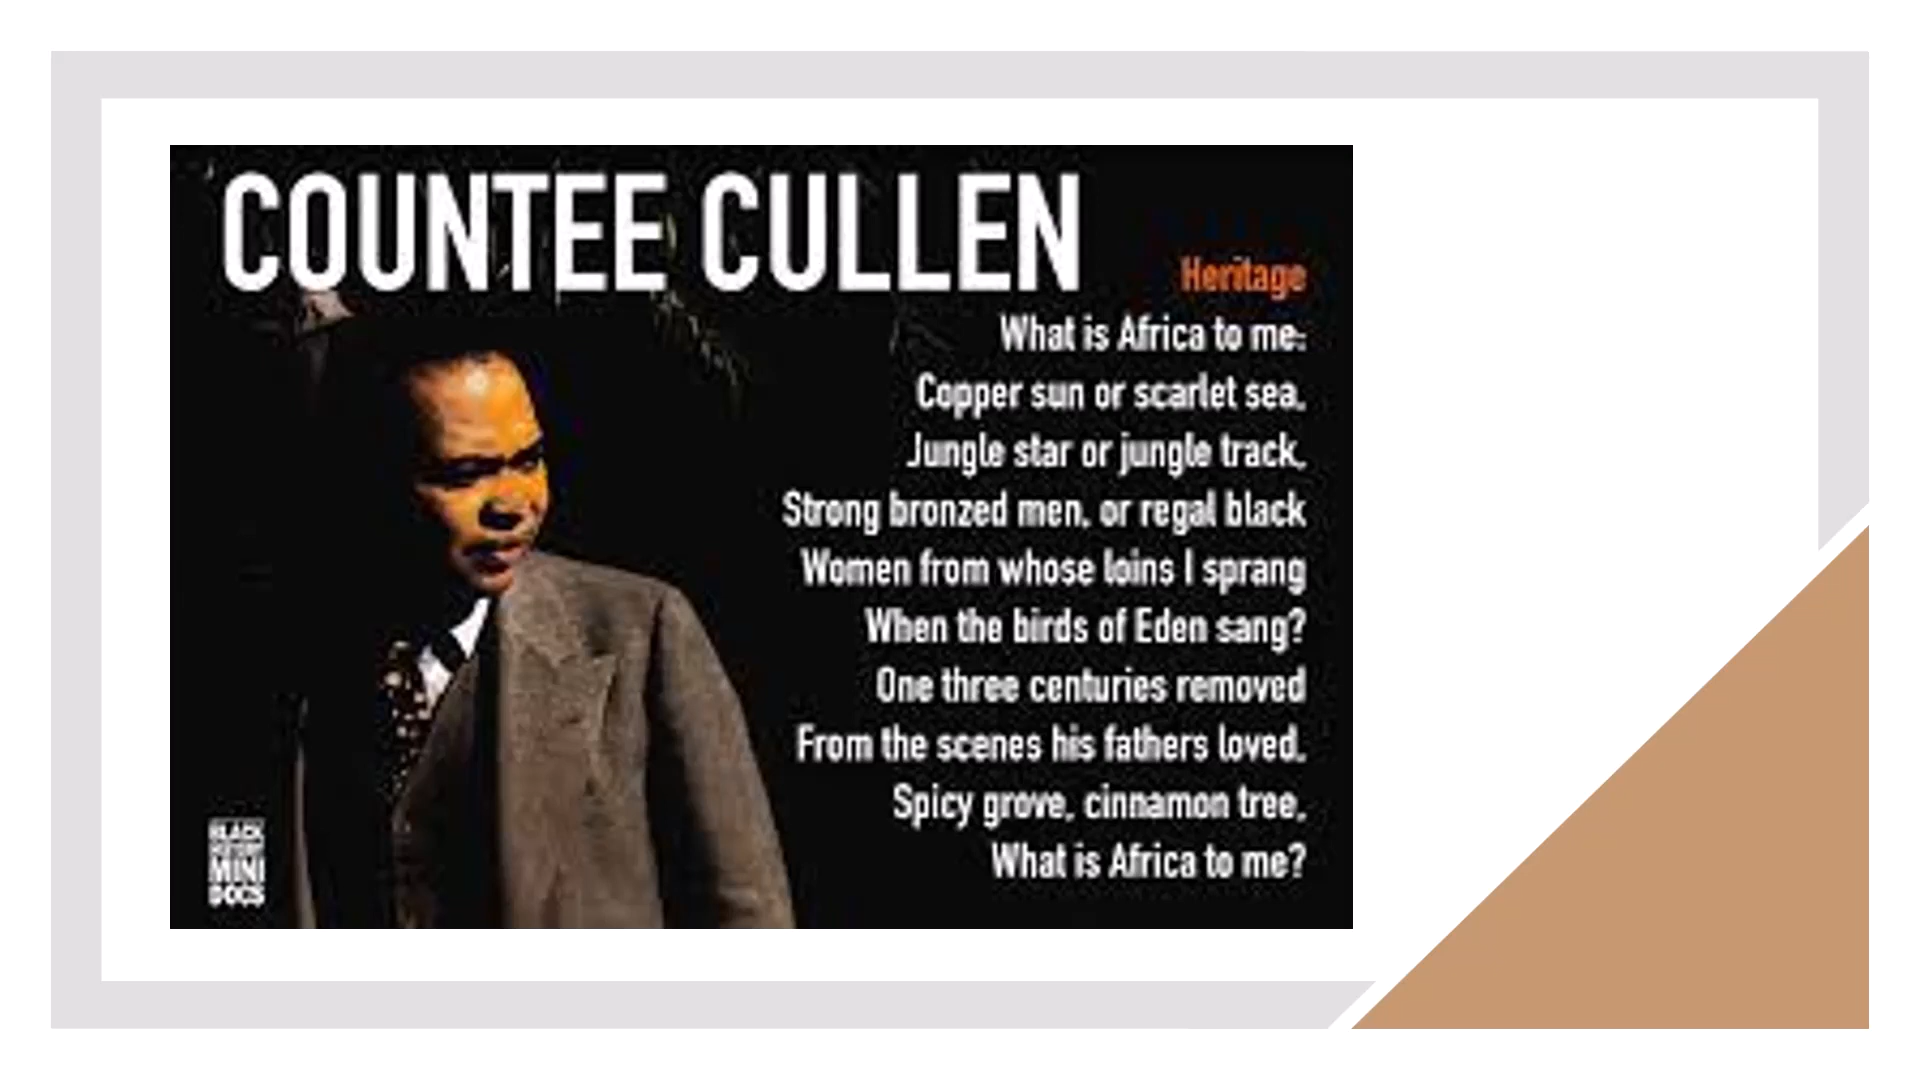 COUNTEE CULLEN
Heritage
What is Africa to me:
Copper sun or scarlet sea,
Jungle star or jungle track,
Strong bronzed men, or regal black
Women from whose loins I sprang
When the birds of Eden sang?
One three centuries removed
From the scenes his fathers loved,
Spicy grove, cinnamon tree,
What is Africa to me?
BLACK
HISTORY
MINI
DOCS